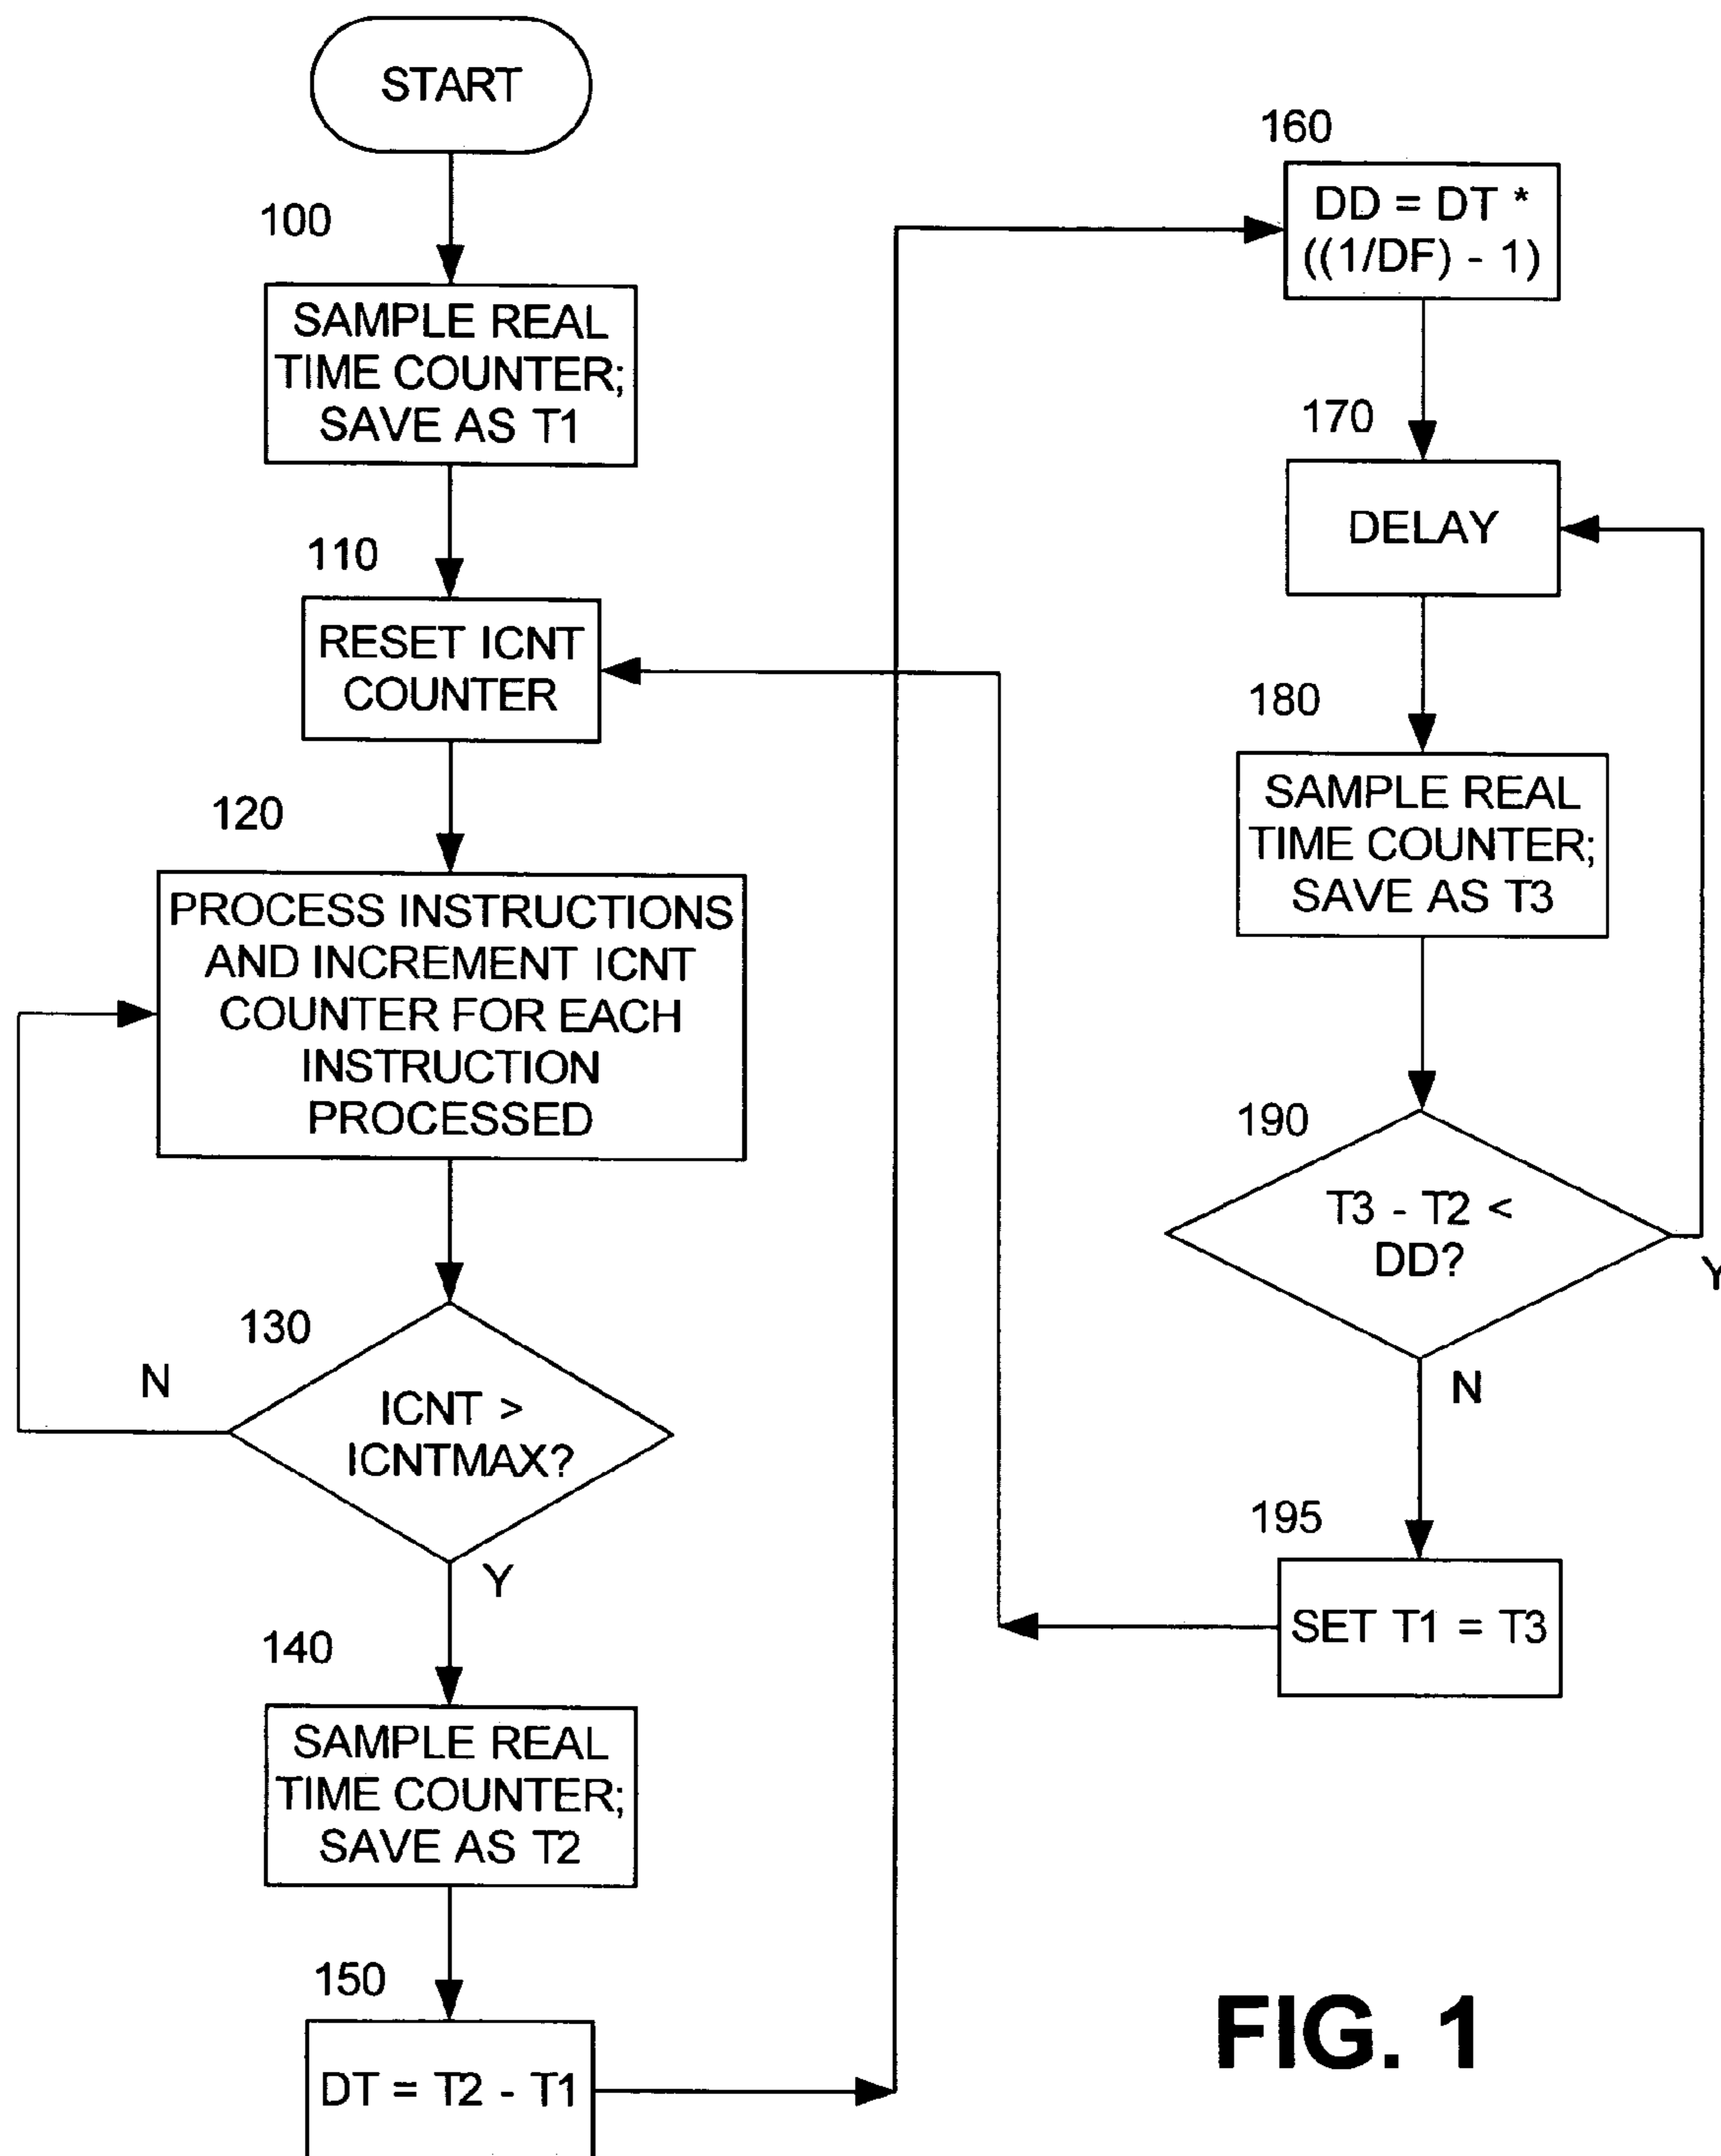 START
100
SAMPLE REAL
TIME COUNTER;
SAVE AS T1
110
RESET ICNT
COUNTER
120
PROCESS INSTRUCTIONS
AND INCREMENT ICNT
COUNTER FOR EACH
INSTRUCTION
PROCESSED
130
N
ICNT >
ICNTMAX?
Y
140
SAMPLE REAL
TIME COUNTER;
SAVE AS T2
150
DT = T2 - T1
160
DD = DT *
((1/DF) - 1)
170
DELAY
180
SAMPLE REAL
TIME COUNTER;
SAVE AS T3
190
T3 - T2 <
DD?
Y
N
195
SET T1 = T3
FIG. 1